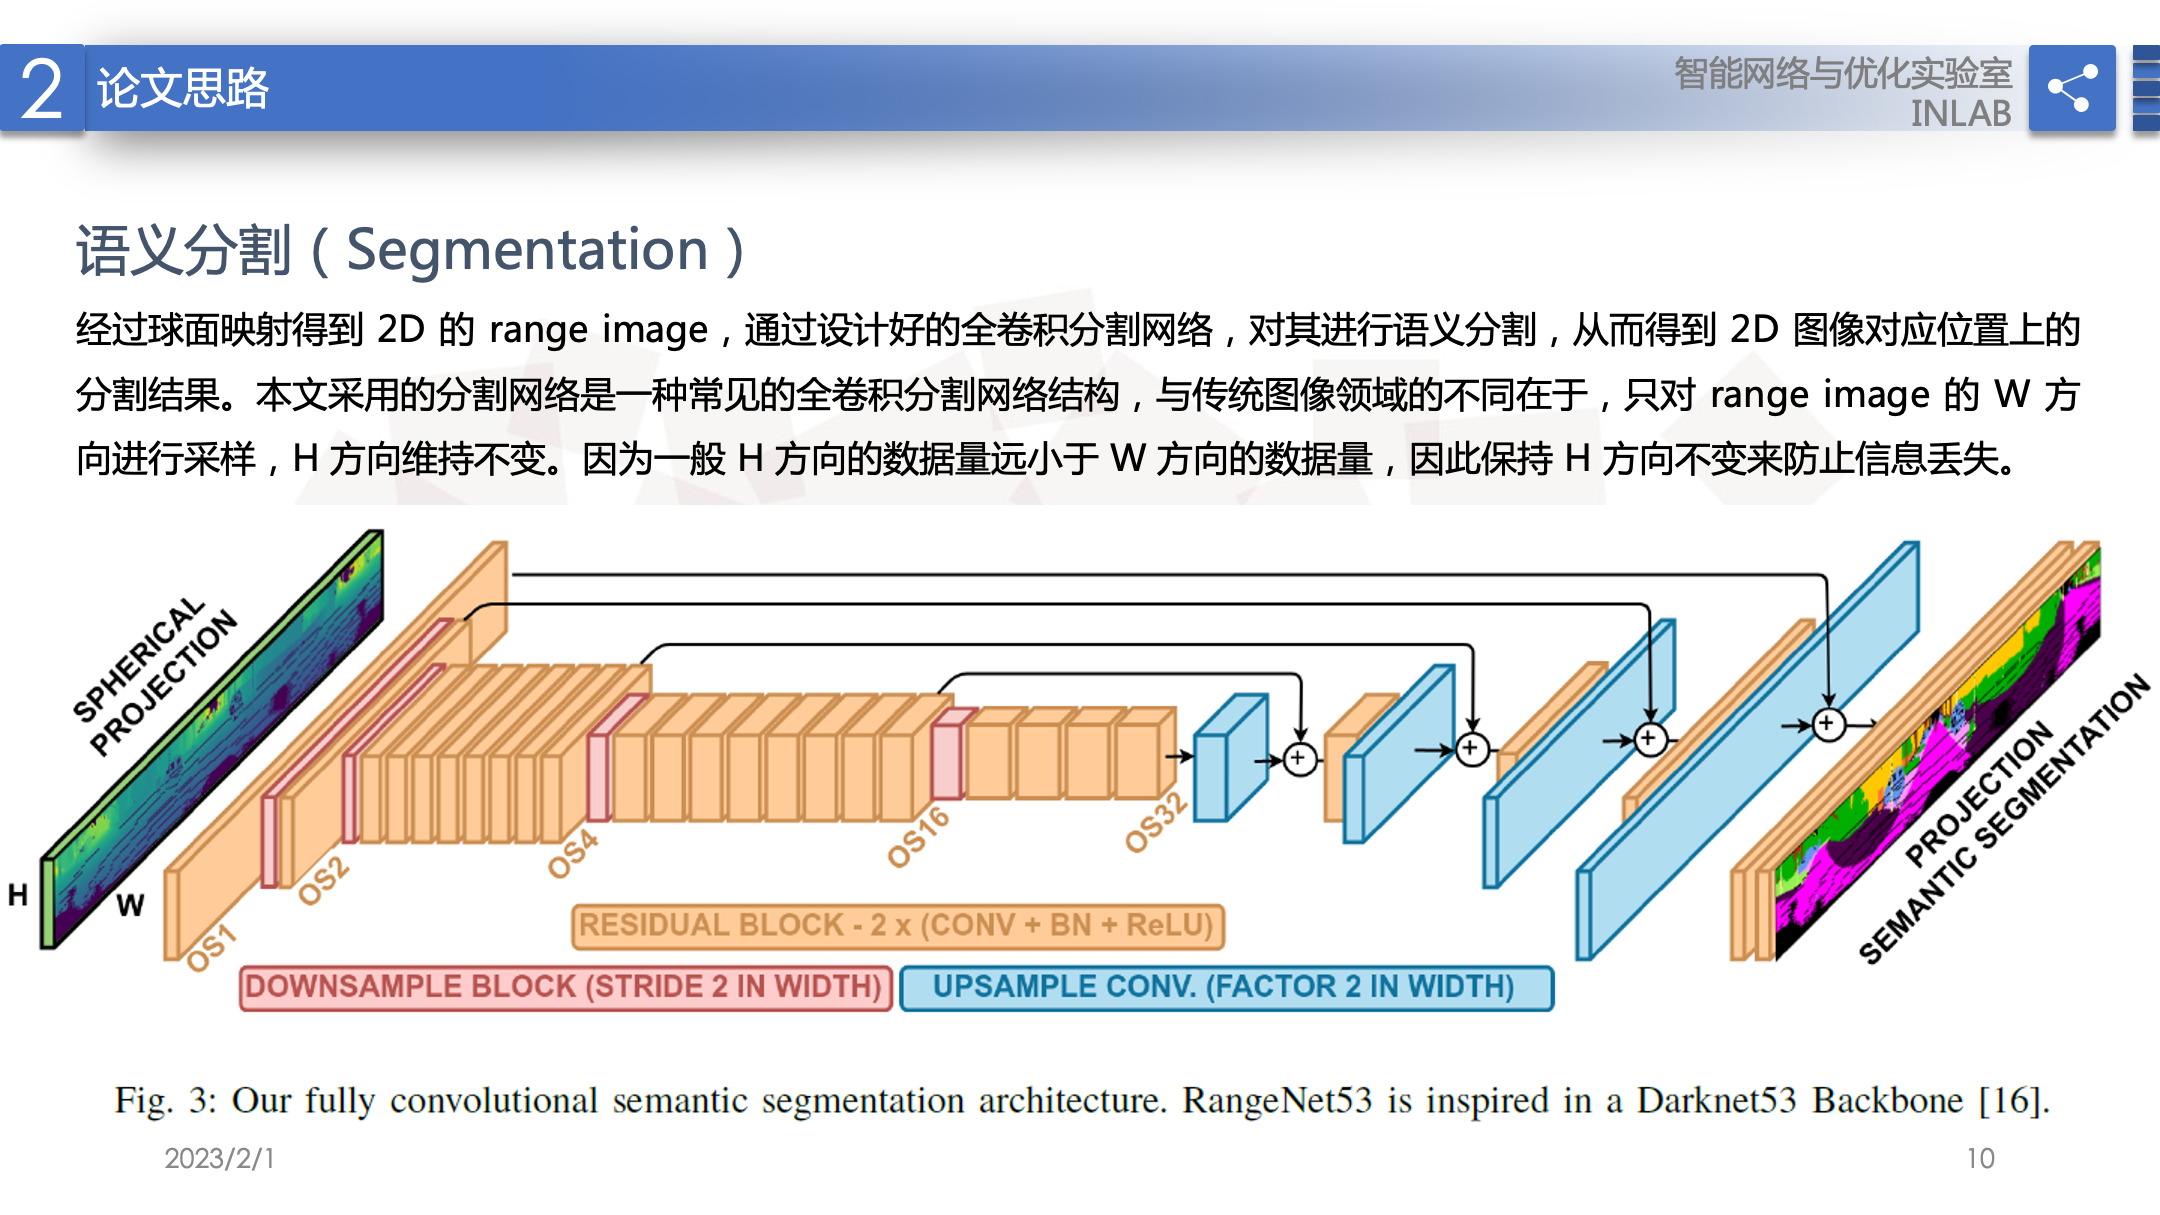 2 论文思路
智能网络与优化实验室
INLAB
语义分割（Segmentation）
经过球面映射得到 2D 的 range image，通过设计好的全卷积分割网络，对其进行语义分割，从而得到 2D 图像对应位置上的
分割结果。本文采用的分割网络是一种常见的全卷积分割网络结构，与传统图像领域的不同在于，只对 range image 的 W 方
向进行采样，H 方向维持不变。因为一般 H 方向的数据量远小于 W 方向的数据量，因此保持 H 方向不变来防止信息丢失。
SPHERICAL
PROJECTION
H
W
OS1
OS2
OS4
OS16
OS32
PROJECTION
SEMANTIC SEGMENTATION
RESIDUAL BLOCK - 2 x (CONV + BN + ReLU)
DOWNSAMPLE BLOCK (STRIDE 2 IN WIDTH)
UPSAMPLE CONV. (FACTOR 2 IN WIDTH)
Fig. 3: Our fully convolutional semantic segmentation architecture. RangeNet53 is inspired in a Darknet53 Backbone [16].
2023/2/1
10